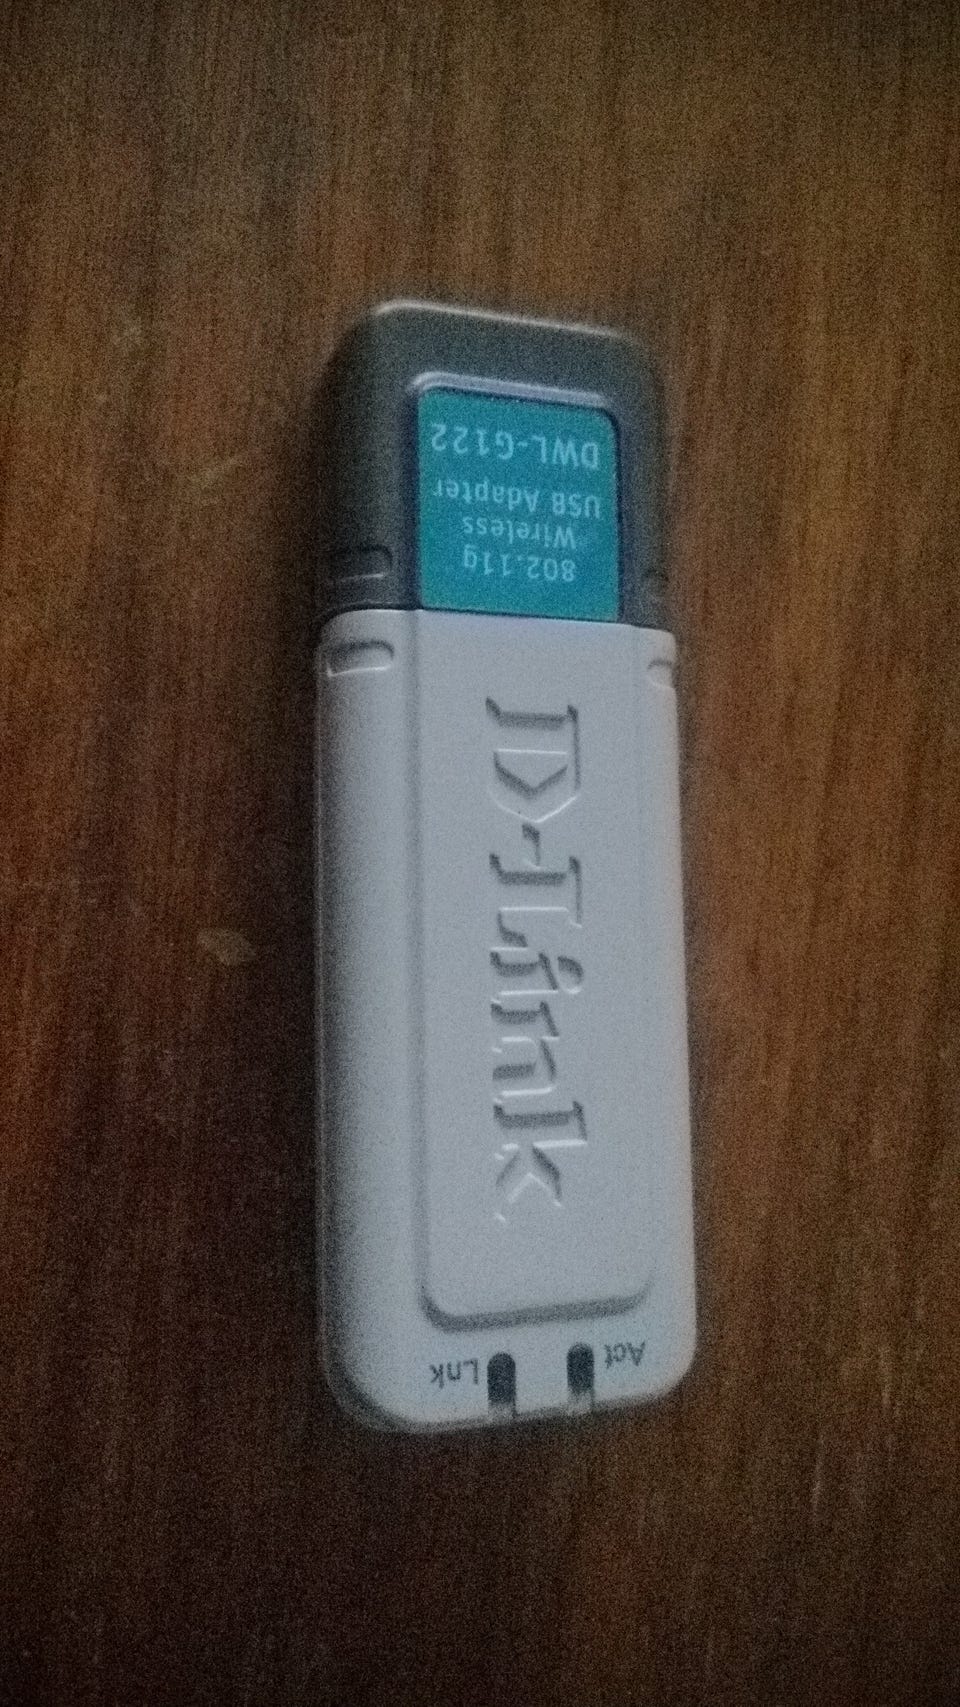 802.11g
Wireless
USB Adapter
DWL-G122
D-Link
Act
Lnk